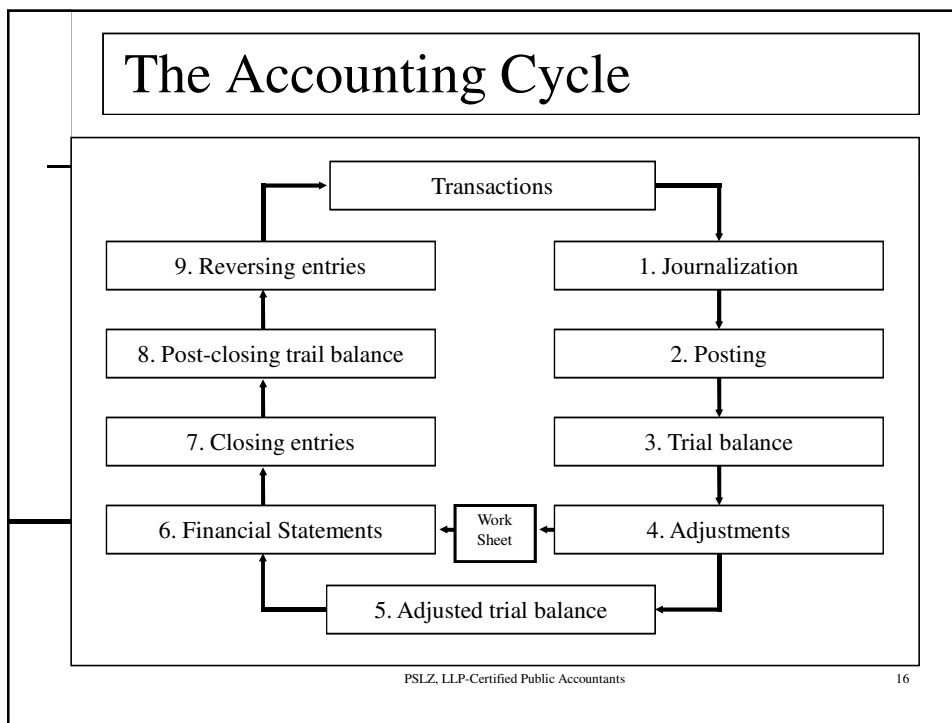 The Accounting Cycle
Transactions
9. Reversing entries
1. Journalization
8. Post-closing trail balance
2. Posting
7. Closing entries
3. Trial balance
6. Financial Statements
Work
Sheet
4. Adjustments
5. Adjusted trial balance
PSLZ, LLP-Certified Public Accountants
16